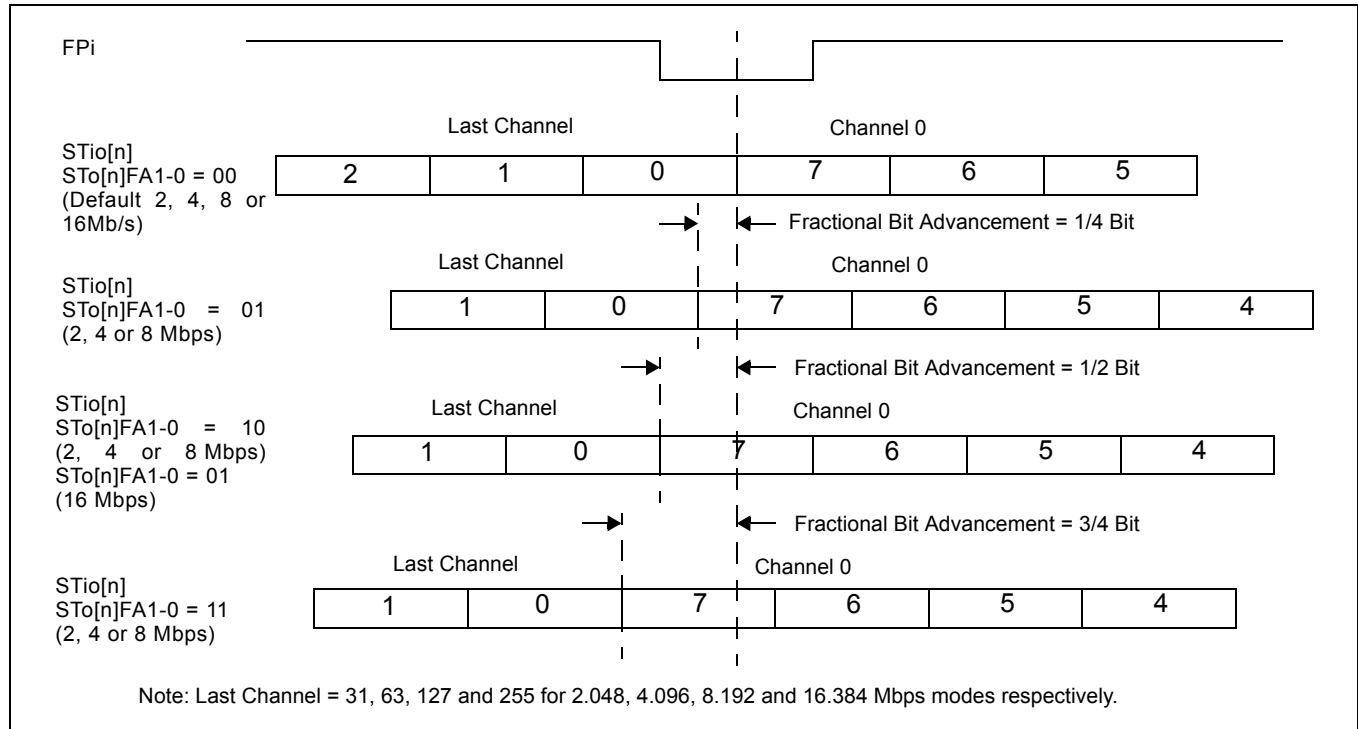 FPi
Last Channel
Channel 0
STio[n]
STo[n]FA1-0 = 00
(Default 2, 4, 8 or
16Mb/s)
2 1 0 7 6 5
Fractional Bit Advancement = 1/4 Bit
Last Channel
Channel 0
STio[n]
STo[n]FA1-0 = 01
(2, 4 or 8 Mbps)
1 0 7 6 5 4
Fractional Bit Advancement = 1/2 Bit
Last Channel
Channel 0
STio[n]
STo[n]FA1-0 = 10
(2, 4 or 8 Mbps)
STo[n]FA1-0 = 01
(16 Mbps)
1 0 7 6 5 4
Fractional Bit Advancement = 3/4 Bit
Last Channel
Channel 0
STio[n]
STo[n]FA1-0 = 11
(2, 4 or 8 Mbps)
1 0 7 6 5 4
Note: Last Channel = 31, 63, 127 and 255 for 2.048, 4.096, 8.192 and 16.384 Mbps modes respectively.